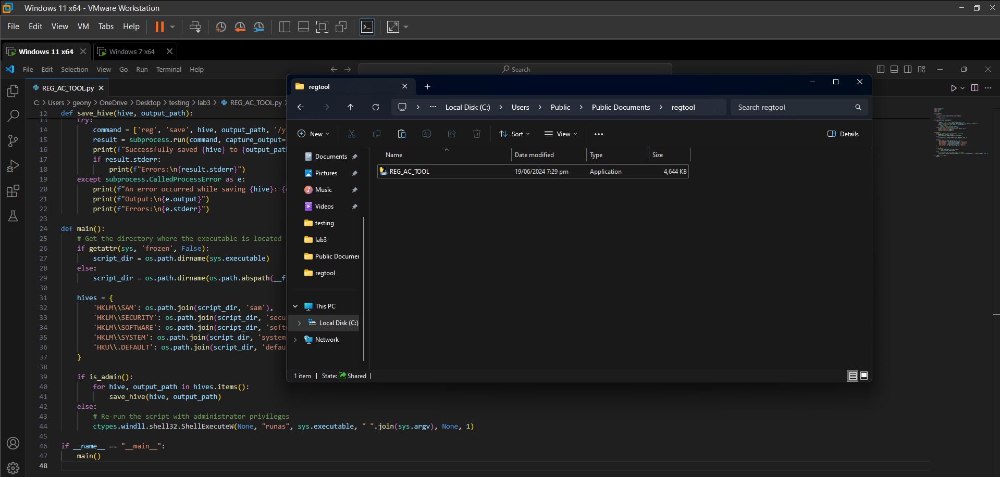 Windows 11 x64 - VMware Workstation
File Edit View VM Tabs Help
Windows 11 x64 Windows 7 x64
File Edit Selection View Go Run Terminal Help
Search
REG_AC_TOOL.py
C: > Users > geony > OneDrive > Desktop > testing > lab3 > REG_AC_TOOL.py >
12 def save_hive(hive, output_path):
13 try:
14 command = ['reg', 'save', hive, output_path, '/y
15 result = subprocess.run(command, capture_output=
16 print(f"Successfully saved {hive} to {output_pat
17 if result.stderr:
18 print(f"Errors:\n{result.stderr}")
19 except subprocess.CalledProcessError as e:
20 print(f"An error occurred while saving {hive}: {
21 print(f"Output:\n{e.output}")
22 print(f"Errors:\n{e.stderr}")
23
24 def main():
25 # Get the directory where the executable is located
26 if getattr(sys, 'frozen', False):
27 script_dir = os.path.dirname(sys.executable)
28 else:
29 script_dir = os.path.dirname(os.path.abspath(__f
30
31 hives = {
32 'HKLM\\SAM': os.path.join(script_dir, 'sam'),
33 'HKLM\\SECURITY': os.path.join(script_dir, 'secu
34 'HKLM\\SOFTWARE': os.path.join(script_dir, 'soft
35 'HKLM\\SYSTEM': os.path.join(script_dir, 'system
36 'HKU\\.DEFAULT': os.path.join(script_dir, 'defau
37 }
38
39 if is_admin():
40 for hive, output_path in hives.items():
41 save_hive(hive, output_path)
42 else:
43 # Re-run the script with administrator privileges
44 ctypes.windll.shell32.ShellExecuteW(None, "runas", sys.executable, " ".join(sys.argv), None, 1)
45
46 if __name__ == "__main__":
47 main()
48
regtool
Local Disk (C:) > Users > Public > Public Documents > regtool
Search regtool
New Sort View Details
Name Date modified Type Size
REG_AC_TOOL 19/06/2024 7:29 pm Application 4,644 KB
Documents
Pictures
Music
Videos
testing
lab3
Public Documer
regtool
This PC
Local Disk (C:)
Network
1 item State: Shared